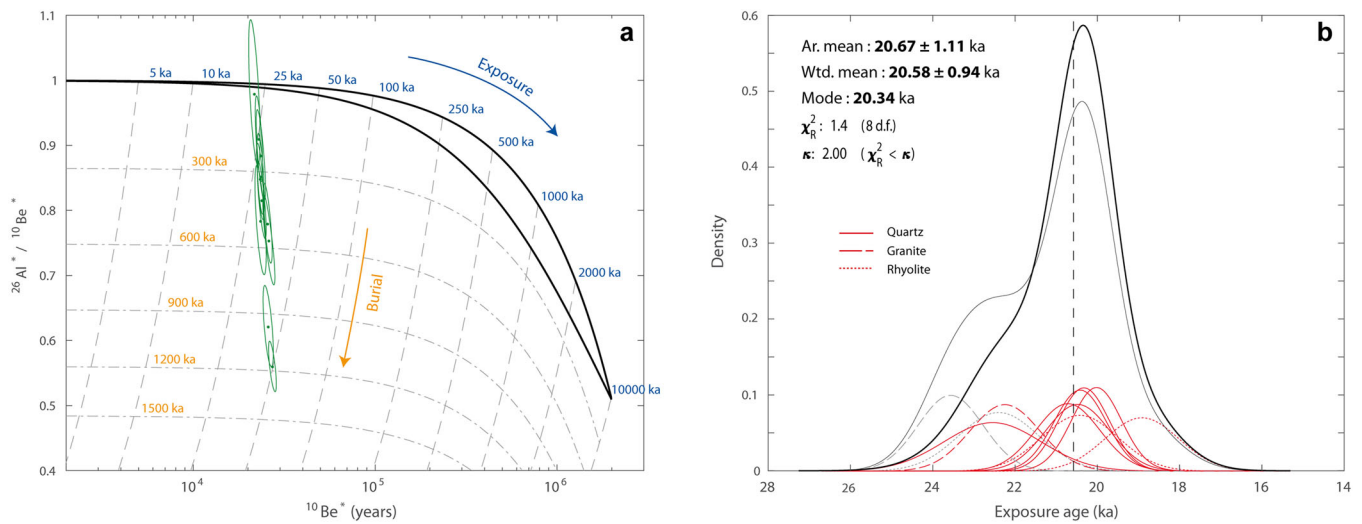 a
5 ka
10 ka
25 ka
50 ka
100 ka
250 ka
500 ka
1000 ka
2000 ka
10000 ka
Exposure
300 ka
600 ka
900 ka
1200 ka
1500 ka
Burial
1
0.9
0.8
0.7
0.6
0.5
0.4
²⁶Al* / ¹⁰Be*
10⁴
10⁵
10⁶
¹⁰Be* (years)
b
Ar. mean : 20.67 ± 1.11 ka
Wtd. mean : 20.58 ± 0.94 ka
Mode : 20.34 ka
χ²R : 1.4 (8 d.f.)
κ: 2.00 (χ²R < κ)
Quartz
Granite
Rhyolite
0.6
0.5
0.4
0.3
0.2
0.1
0
Density
28
26
24
22
20
18
16
14
Exposure age (ka)